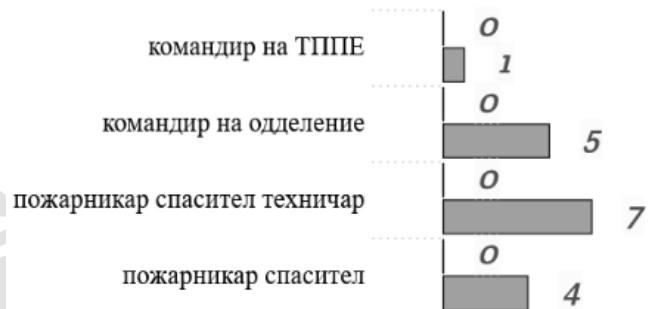 0
командир на ТППЕ
1
0
командир на одделение
5
0
пожарникар спасител техничар
7
0
пожарникар спасител
4